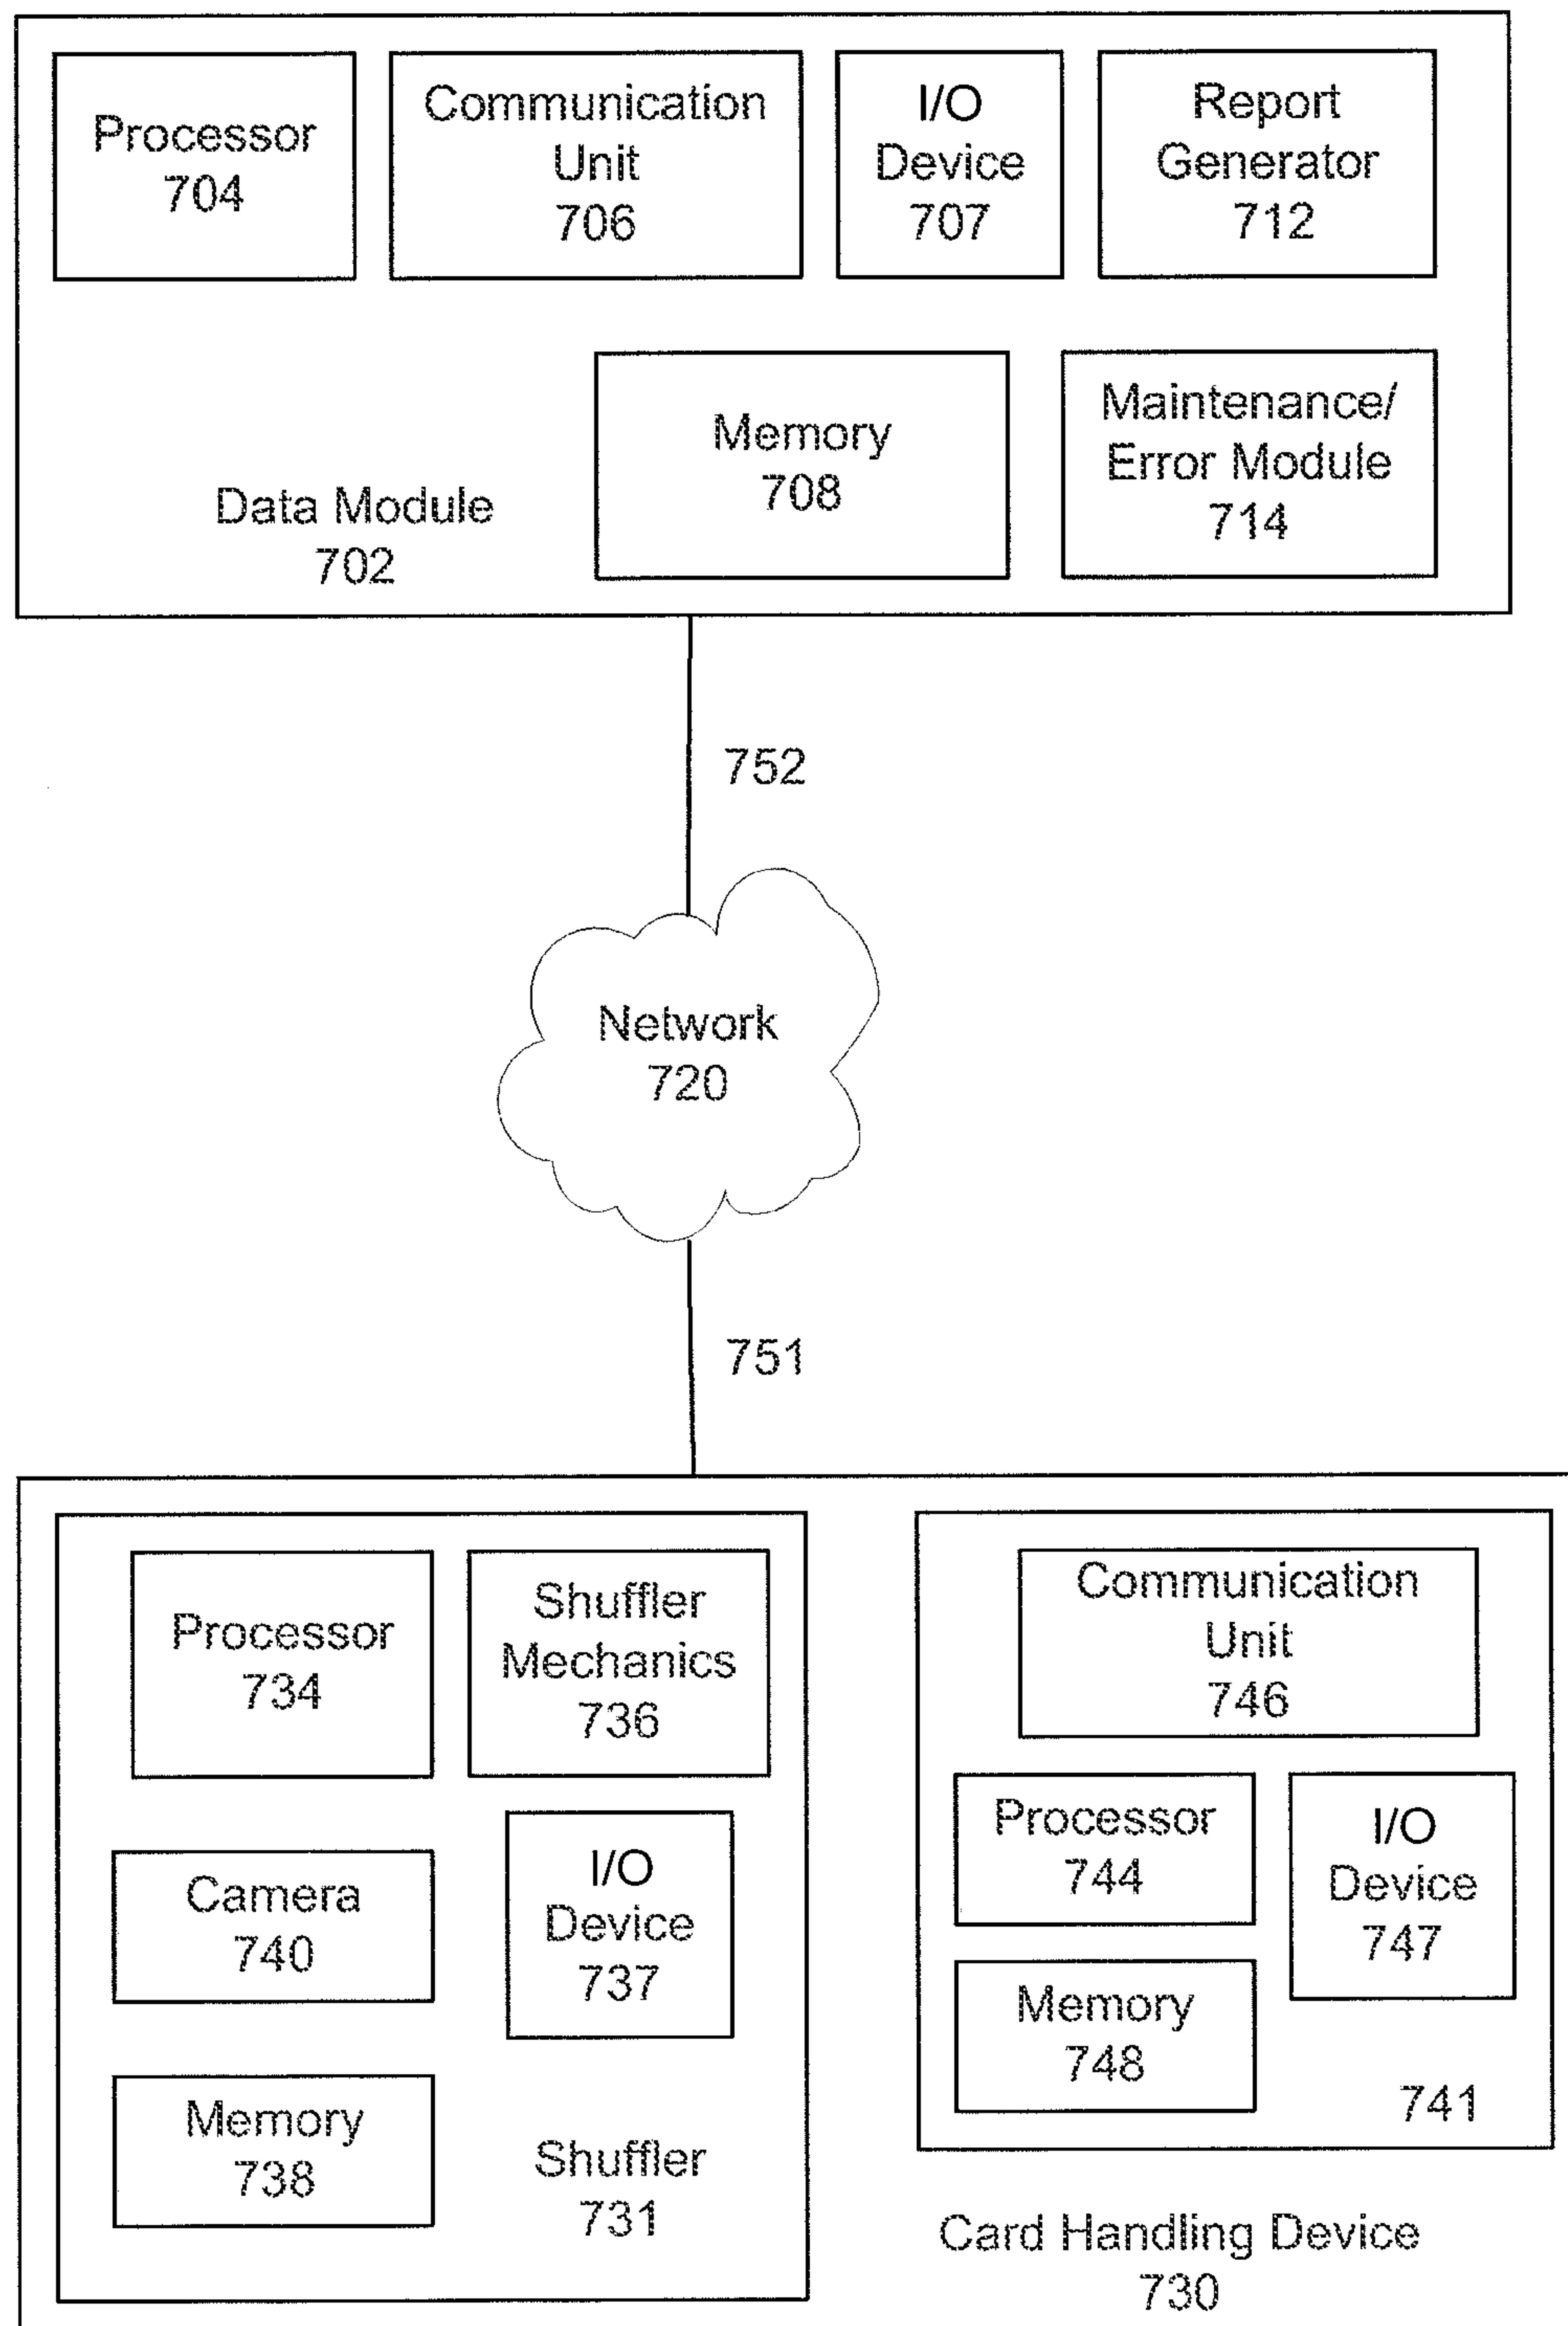 Processor
704
Communication
Unit
706
I/O
Device
707
Report
Generator
712
Memory
708
Maintenance/
Error Module
714
Data Module
702
752
Network
720
751
Processor
734
Shuffler
Mechanics
736
Camera
740
I/O
Device
737
Memory
738
Shuffler
731
Communication
Unit
746
Processor
744
I/O
Device
747
Memory
748
741
Card Handling Device
730